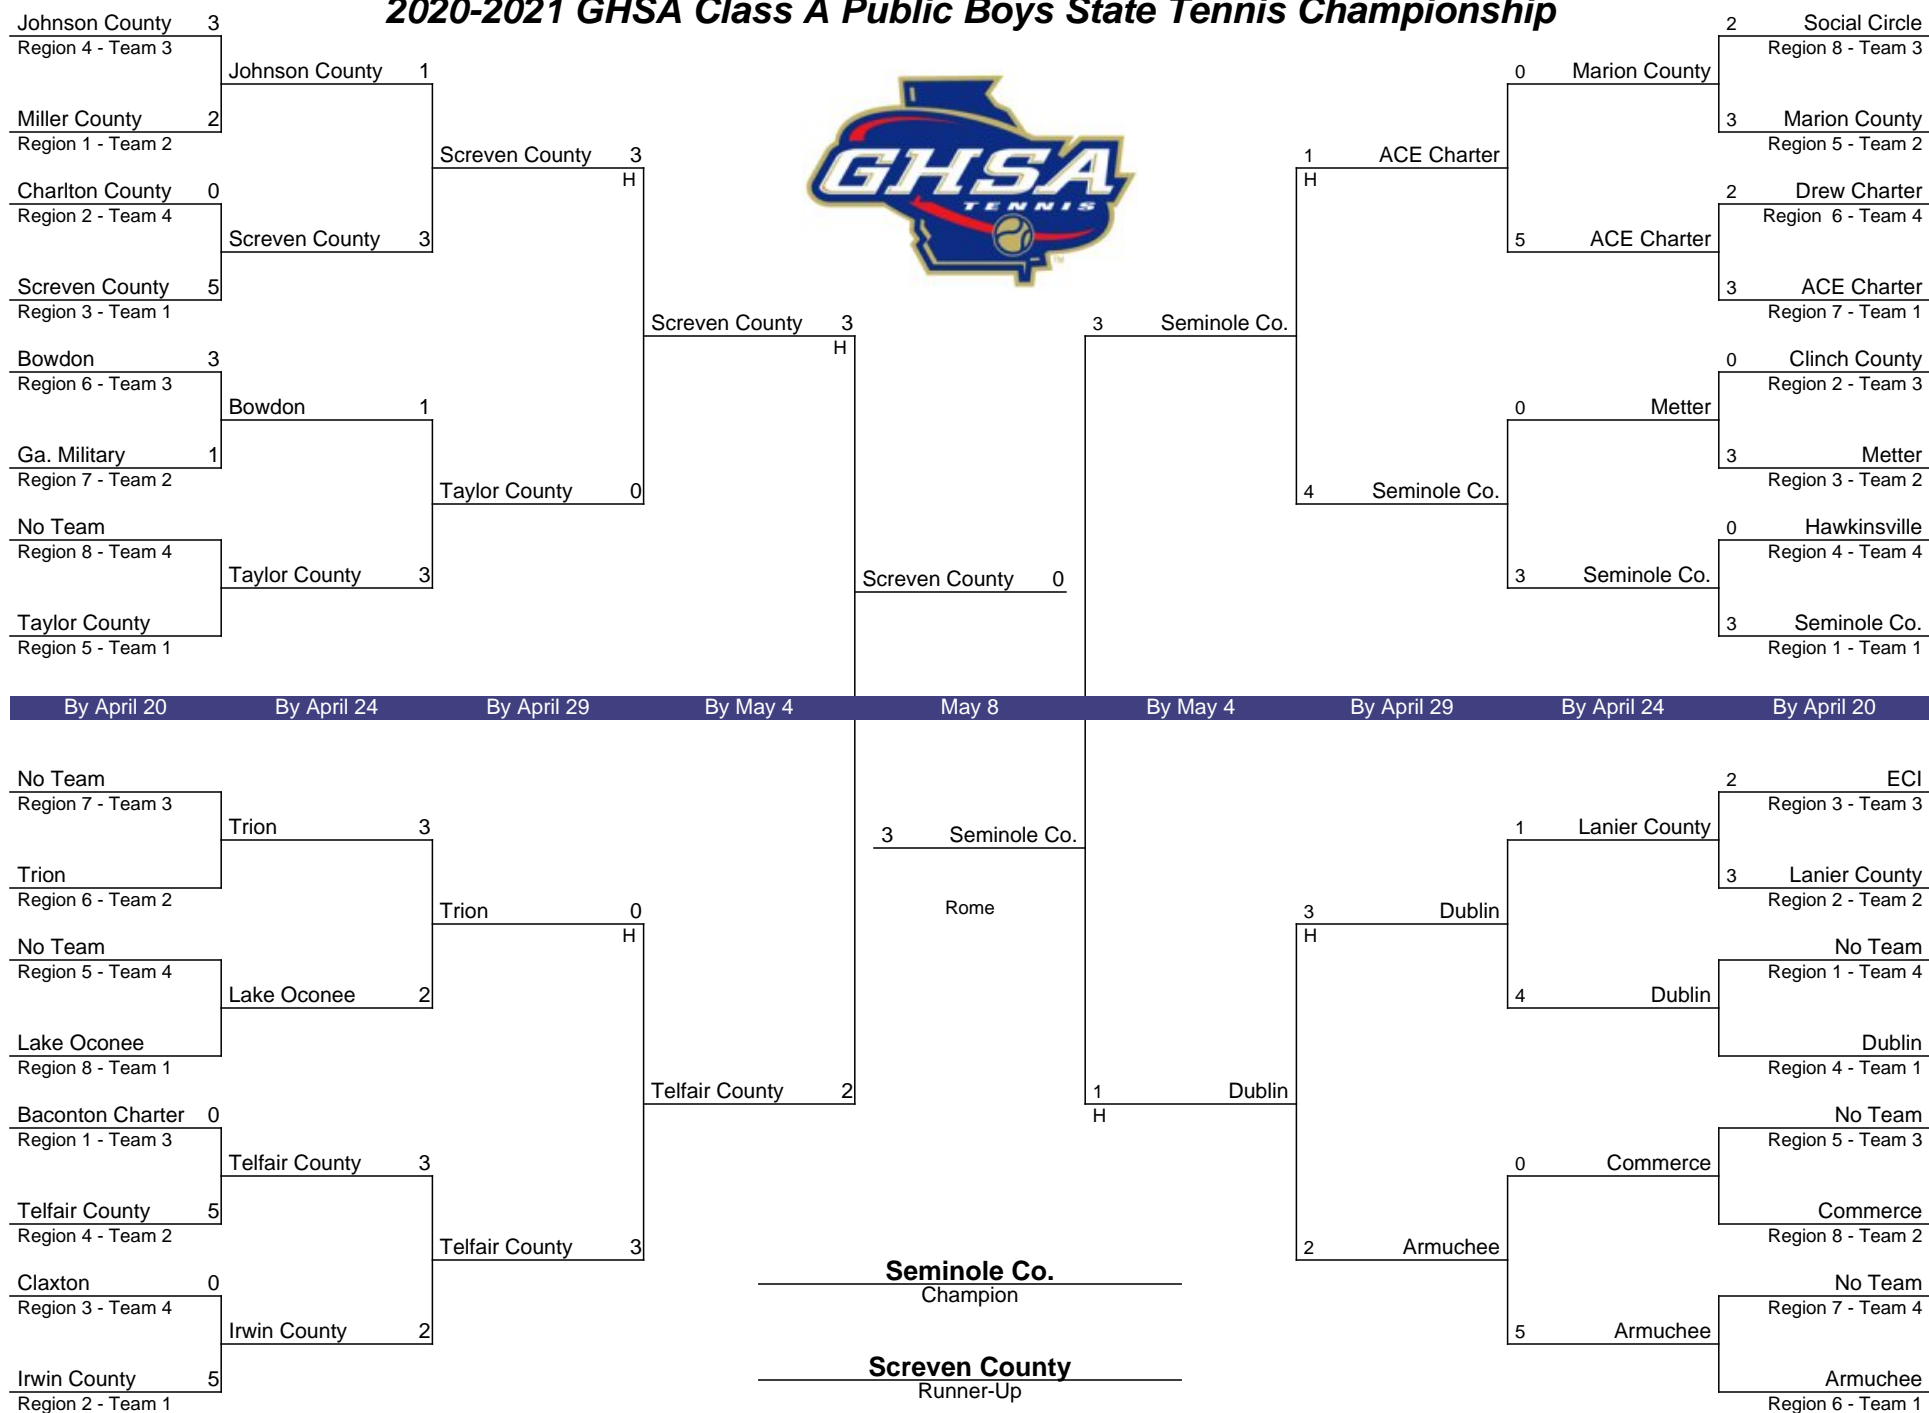 2020-2021 GHSA Class A Public Boys State Tennis Championship
Johnson County 3
Region 4 - Team 3
Miller County 2
Region 1 - Team 2
Charlton County 0
Region 2 - Team 4
Screven County 5
Region 3 - Team 1
Bowdon 3
Region 6 - Team 3
Ga. Military 1
Region 7 - Team 2
No Team
Region 8 - Team 4
Taylor County
Region 5 - Team 1
Johnson County 1
Screven County 3
Bowdon 1
Taylor County 3
Screven County 3
H
Taylor County 0
Screven County 3
H
Screven County 0
GHSA
TENNIS
TM
3 Seminole Co.
1 ACE Charter
H
4 Seminole Co.
0 Marion County
5 ACE Charter
0 Metter
3 Seminole Co.
2 Social Circle
Region 8 - Team 3
3 Marion County
Region 5 - Team 2
2 Drew Charter
Region 6 - Team 4
3 ACE Charter
Region 7 - Team 1
0 Clinch County
Region 2 - Team 3
3 Metter
Region 3 - Team 2
0 Hawkinsville
Region 4 - Team 4
3 Seminole Co.
Region 1 - Team 1
By April 20 By April 24 By April 29 By May 4 May 8 By May 4 By April 29 By April 24 By April 20
No Team
Region 7 - Team 3
Trion
Region 6 - Team 2
No Team
Region 5 - Team 4
Lake Oconee
Region 8 - Team 1
Baconton Charter 0
Region 1 - Team 3
Telfair County 5
Region 4 - Team 2
Claxton 0
Region 3 - Team 4
Irwin County 5
Region 2 - Team 1
Trion 3
Lake Oconee 2
Telfair County 3
Irwin County 2
Trion 0
H
Telfair County 3
Telfair County 2
3 Seminole Co.
Rome
Seminole Co.
Champion
Screven County
Runner-Up
1 Dublin
H
3 Dublin
H
2 Armuchee
1 Lanier County
4 Dublin
0 Commerce
5 Armuchee
2 ECI
Region 3 - Team 3
3 Lanier County
Region 2 - Team 2
No Team
Region 1 - Team 4
Dublin
Region 4 - Team 1
No Team
Region 5 - Team 3
Commerce
Region 8 - Team 2
No Team
Region 7 - Team 4
Armuchee
Region 6 - Team 1